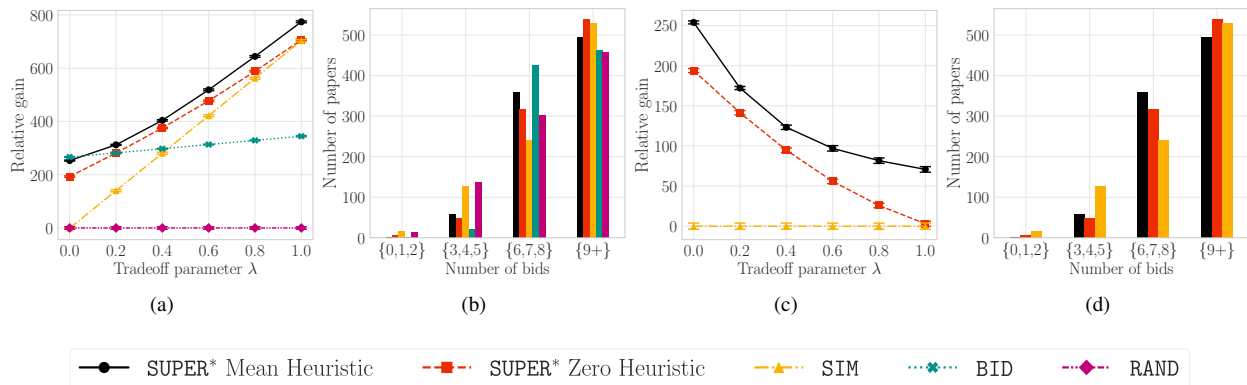 Relative gain
800
600
400
200
0
0.0 0.2 0.4 0.6 0.8 1.0
Tradeoff parameter λ
(a)
Number of papers
500
400
300
200
100
0
{0,1,2} {3,4,5} {6,7,8} {9+}
Number of bids
(b)
Relative gain
250
200
150
100
50
0
0.0 0.2 0.4 0.6 0.8 1.0
Tradeoff parameter λ
(c)
Number of papers
500
400
300
200
100
0
{0,1,2} {3,4,5} {6,7,8} {9+}
Number of bids
(d)
SUPER* Mean Heuristic SUPER* Zero Heuristic SIM BID RAND